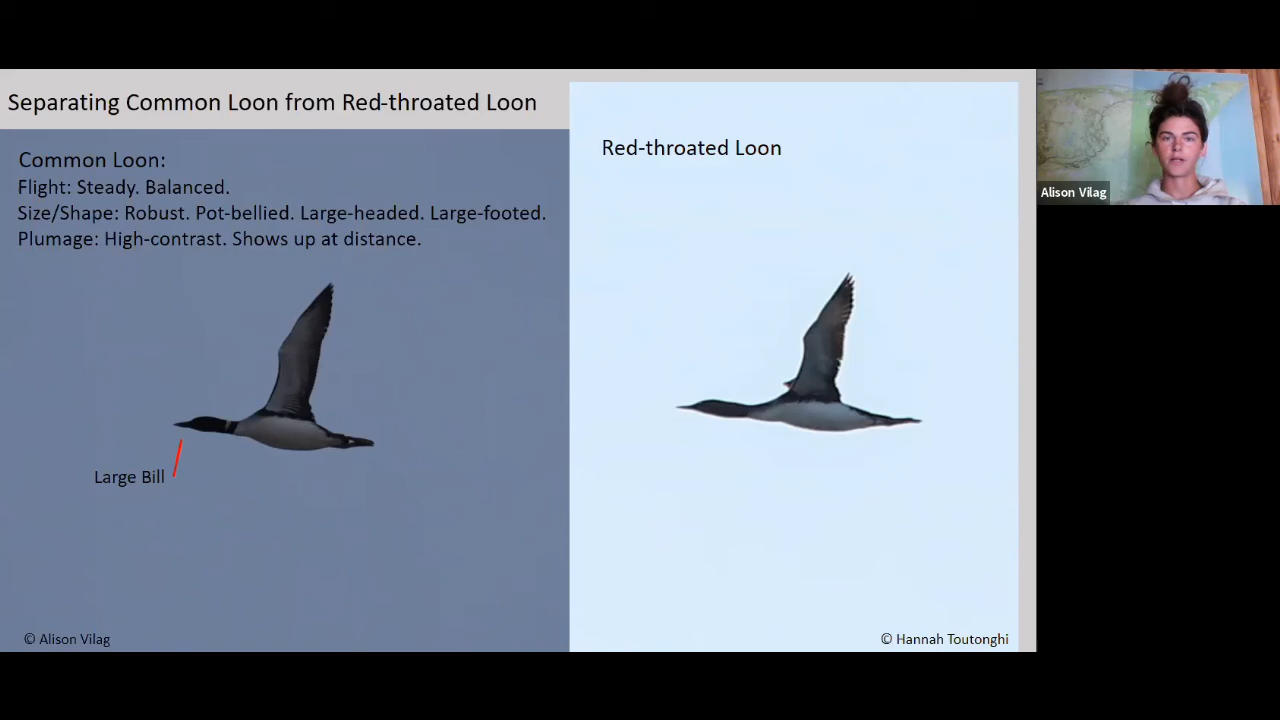 Separating Common Loon from Red-throated Loon
Common Loon:
Flight: Steady. Balanced.
Size/Shape: Robust. Pot-bellied. Large-headed. Large-footed.
Plumage: High-contrast. Shows up at distance.
Large Bill
© Alison Vilag
Red-throated Loon
© Hannah Toutonghi
Alison Vilag